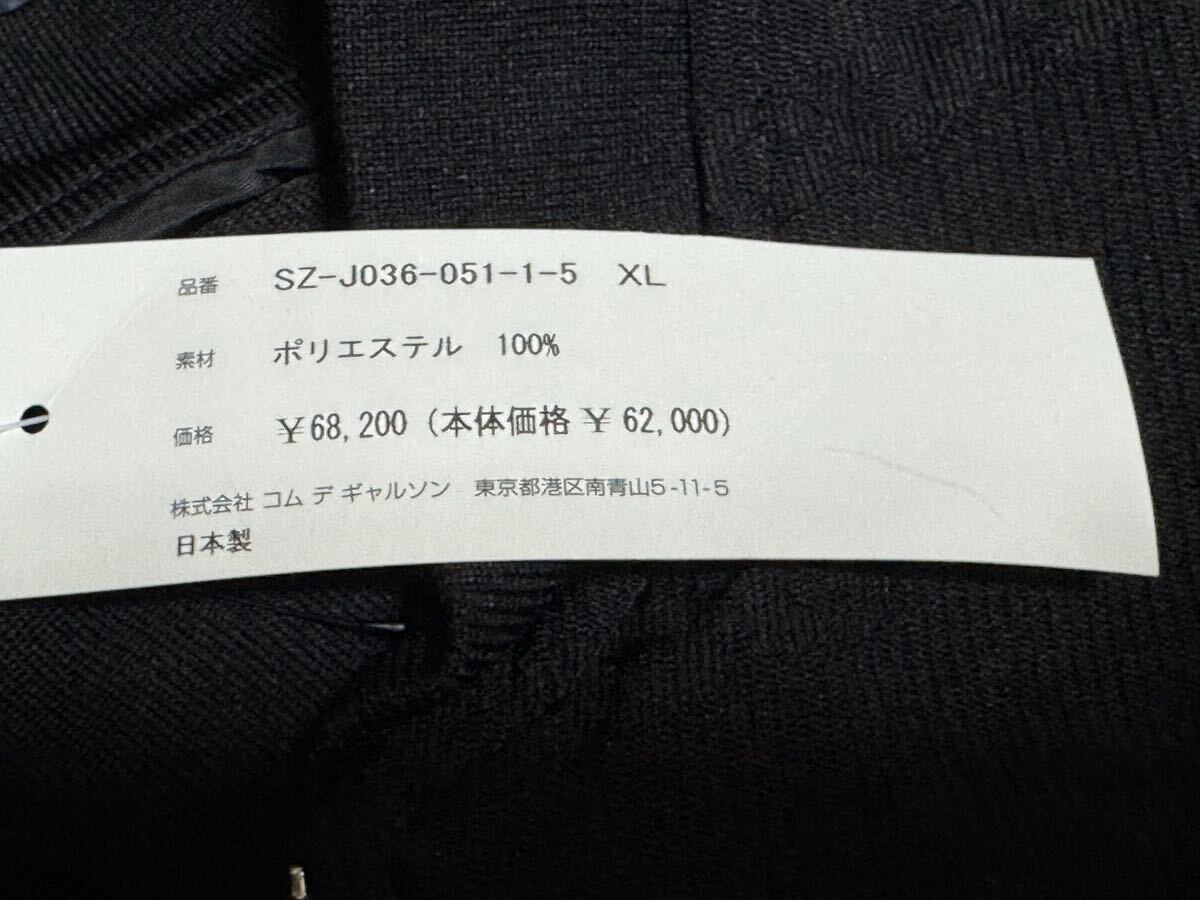 品番 SZ-J036-051-1-5 XL
素材 ポリエステル 100%
価格 ¥68,200 (本体価格 ¥ 62,000)
株式会社 コム デ ギャルソン 東京都港区南青山5-11-5
日本製